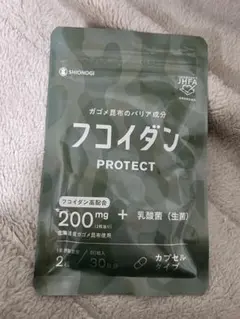 SHIONOGI
JHFA
ガゴメ昆布のバリア成分
フコイダン
PROTECT
フコイダン高配合
200mg
+
乳酸菌(生菌)
カプセル
タイプ